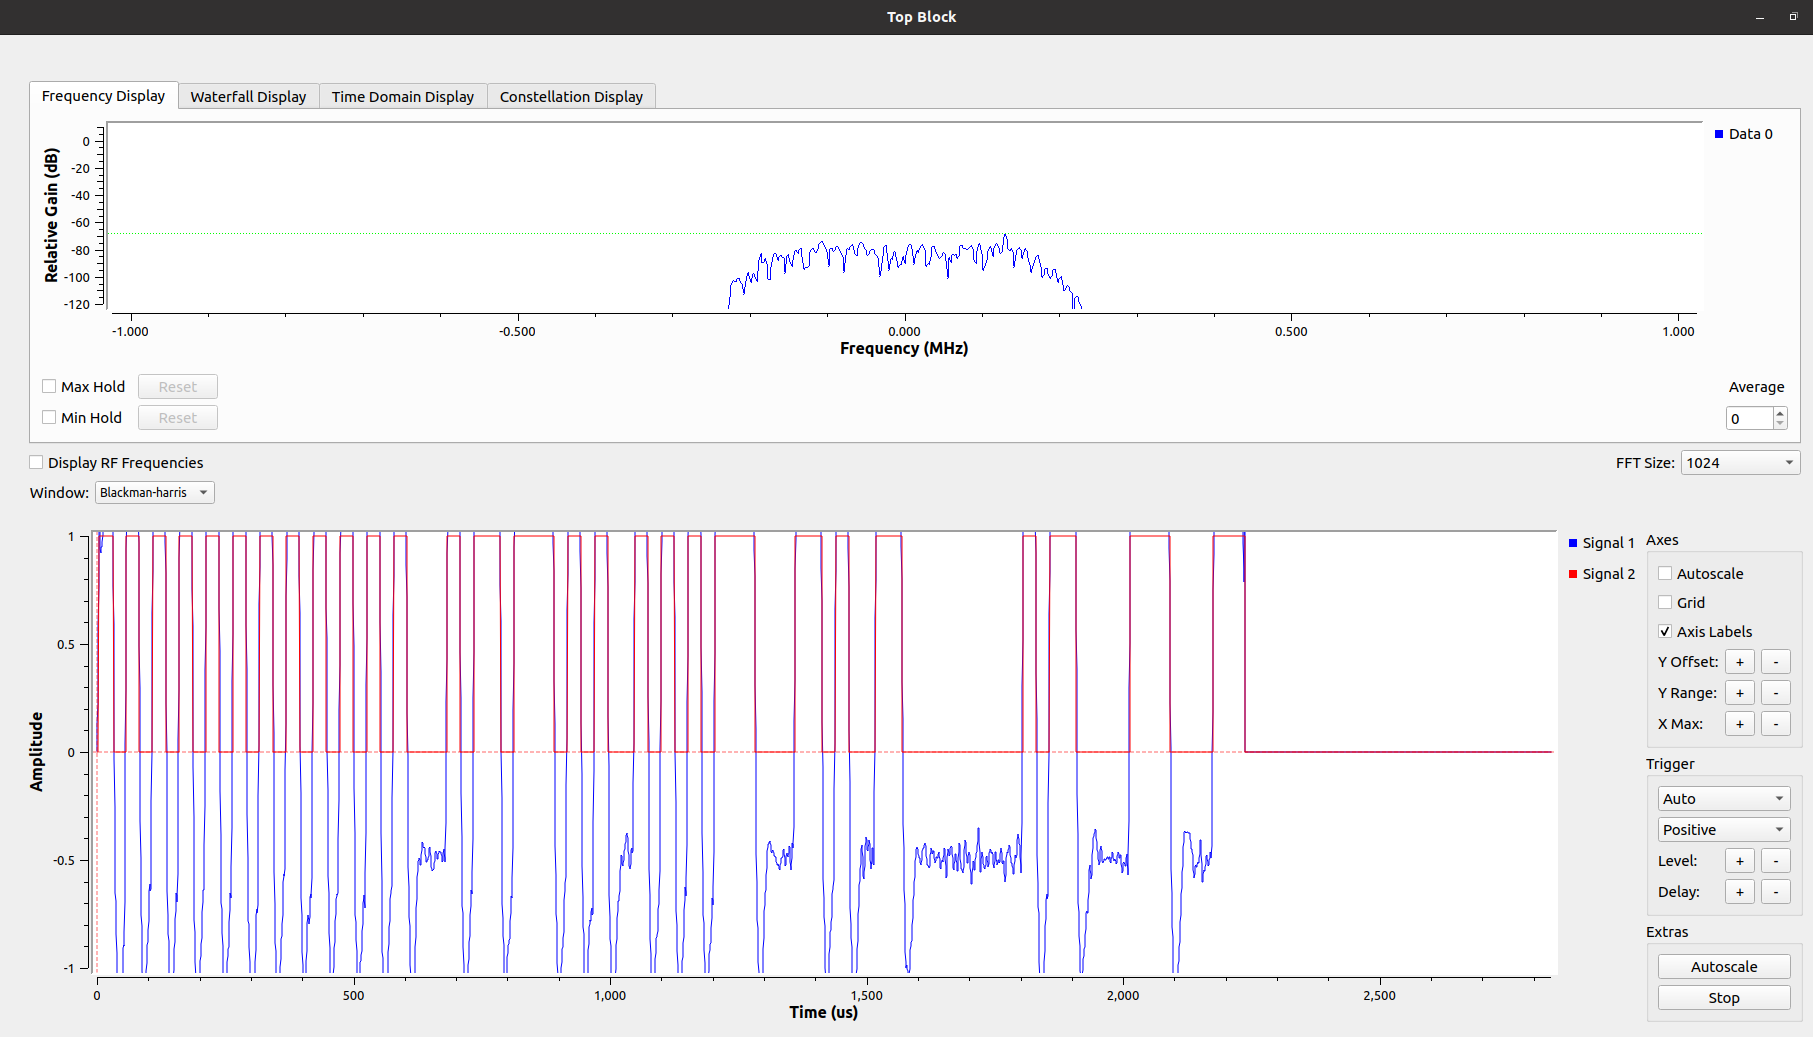 Top Block
Frequency Display
Waterfall Display
Time Domain Display
Constellation Display
Relative Gain (dB)
0
-20
-40
-60
-80
-100
-120
Data 0
-1.000
-0.500
0.000
0.500
1.000
Frequency (MHz)
Max Hold
Reset
Average
Min Hold
Reset
0
Display RF Frequencies
FFT Size:
1024
Window:
Blackman-harris
Amplitude
1
0.5
0
-0.5
-1
0
500
1,000
1,500
2,000
2,500
Time (us)
Signal 1
Signal 2
Axes
Autoscale
Grid
Axis Labels
Y Offset:
+
-
Y Range:
+
-
X Max:
+
-
Trigger
Auto
Positive
Level:
+
-
Delay:
+
-
Extras
Autoscale
Stop